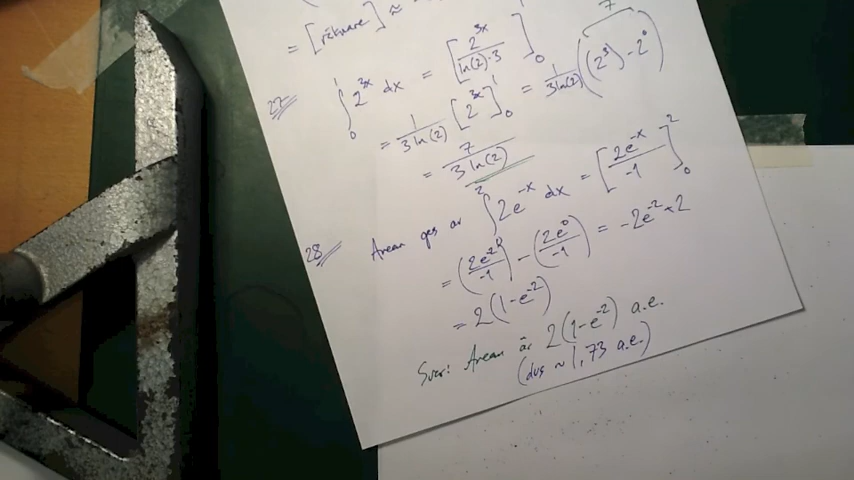 = [räknare] ≈
27 ∫₀¹ 2^{3x} dx = [2^{3x}/(ln(2)·3)]₀¹ = 1/(3ln(2)) ((2³) - 2⁰) 7
= 1/(3 ln(2)) [2^{3x}]₀¹
= 7/(3 ln(2))
28 Arean ges av ∫₀² 2e^{-x} dx = [2e^{-x}/-1]₀²
= (2e^{-2}/-1) - (2e⁰/-1) = -2e^{-2} + 2
= 2(1-e^{-2})
Svar: Arean är 2(1-e^{-2}) a.e.
(dvs ≈ 1,73 a.e.)